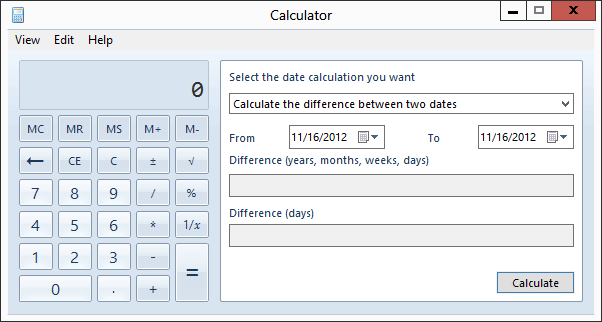 Calculator
View Edit Help
0
MC MR MS M+ M-
← CE C ± √
7 8 9 / %
4 5 6 * 1/x
1 2 3 - =
0 . +
Select the date calculation you want
Calculate the difference between two dates
From 11/16/2012 To 11/16/2012
Difference (years, months, weeks, days)
Difference (days)
Calculate